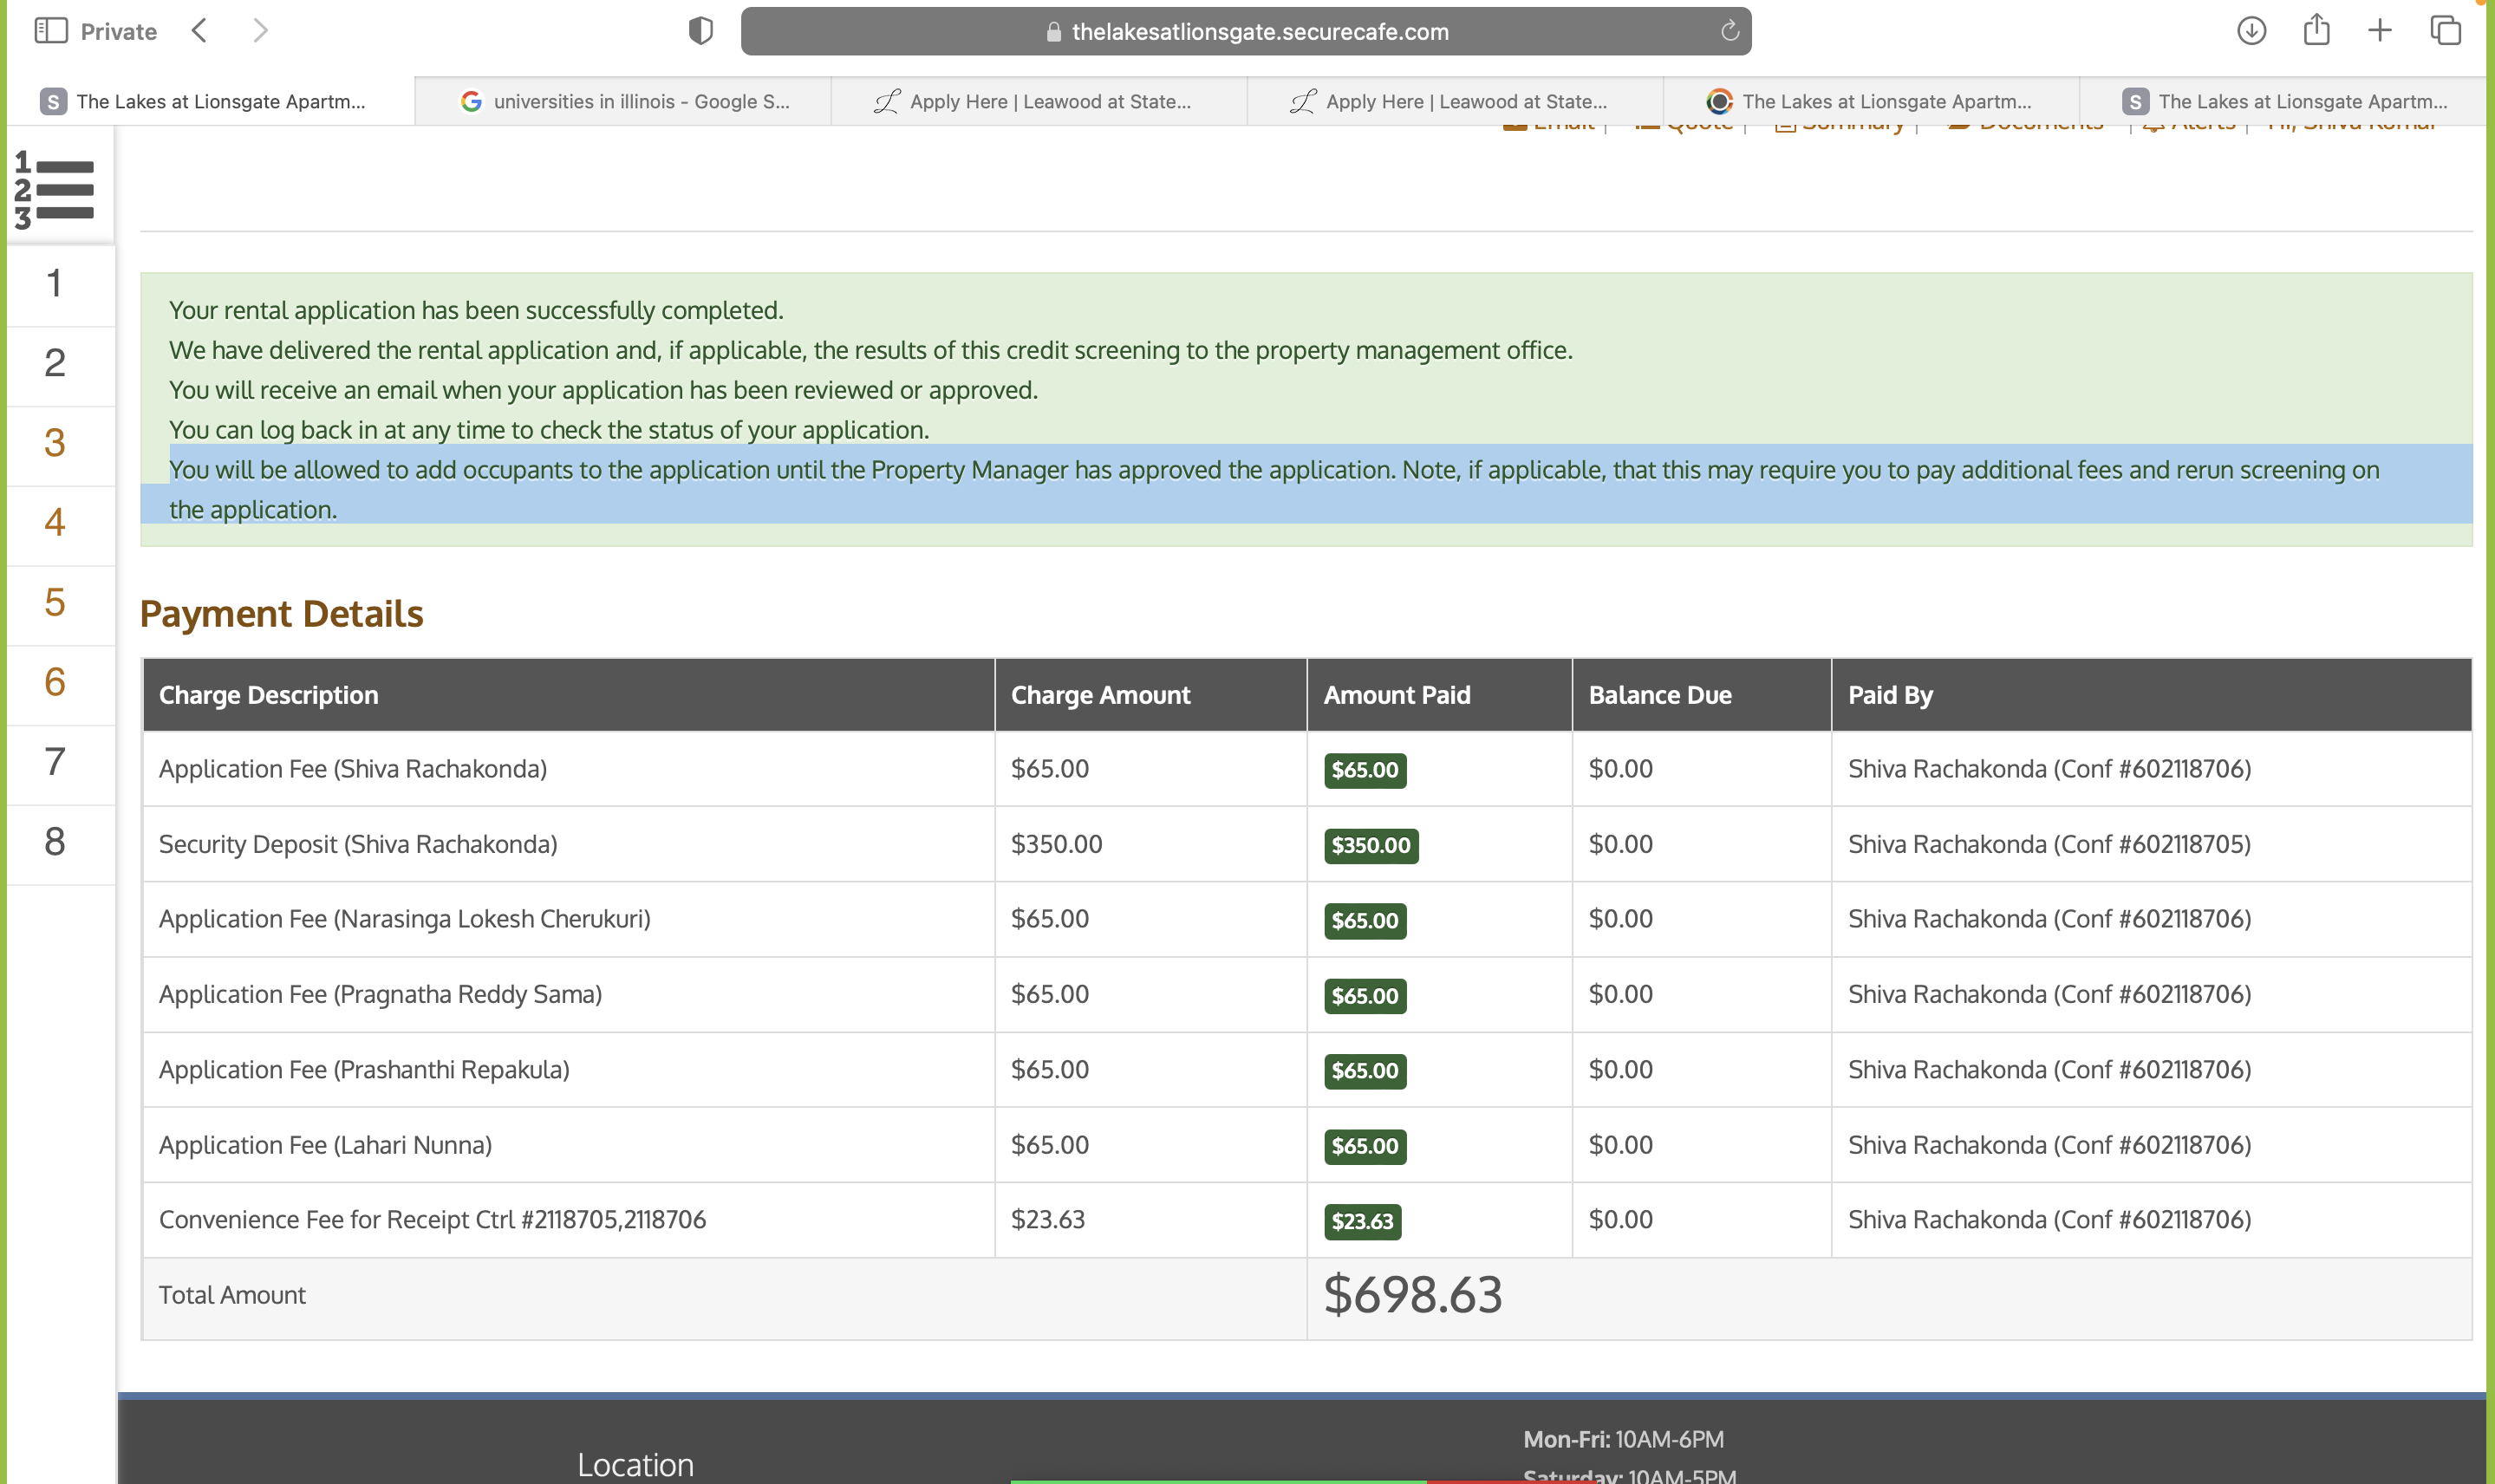 Private
thelakesatlionsgate.securecafe.com
S The Lakes at Lionsgate Apartm...
universities in illinois - Google S...
Apply Here | Leawood at State...
Apply Here | Leawood at State...
The Lakes at Lionsgate Apartm...
S The Lakes at Lionsgate Apartm...
Email | Quote | Summary | Documents | Alerts | Hi, Shiva Kumar
1
2
3
1
2
3
4
5
6
7
8
Your rental application has been successfully completed.
We have delivered the rental application and, if applicable, the results of this credit screening to the property management office.
You will receive an email when your application has been reviewed or approved.
You can log back in at any time to check the status of your application.
You will be allowed to add occupants to the application until the Property Manager has approved the application. Note, if applicable, that this may require you to pay additional fees and rerun screening on
the application.
Payment Details
Charge Description Charge Amount Amount Paid Balance Due Paid By
Application Fee (Shiva Rachakonda) $65.00 $65.00 $0.00 Shiva Rachakonda (Conf #602118706)
Security Deposit (Shiva Rachakonda) $350.00 $350.00 $0.00 Shiva Rachakonda (Conf #602118705)
Application Fee (Narasinga Lokesh Cherukuri) $65.00 $65.00 $0.00 Shiva Rachakonda (Conf #602118706)
Application Fee (Pragnatha Reddy Sama) $65.00 $65.00 $0.00 Shiva Rachakonda (Conf #602118706)
Application Fee (Prashanthi Repakula) $65.00 $65.00 $0.00 Shiva Rachakonda (Conf #602118706)
Application Fee (Lahari Nunna) $65.00 $65.00 $0.00 Shiva Rachakonda (Conf #602118706)
Convenience Fee for Receipt Ctrl #2118705,2118706 $23.63 $23.63 $0.00 Shiva Rachakonda (Conf #602118706)
Total Amount $698.63
Location
Mon-Fri: 10AM-6PM
Saturday: 10AM-5PM